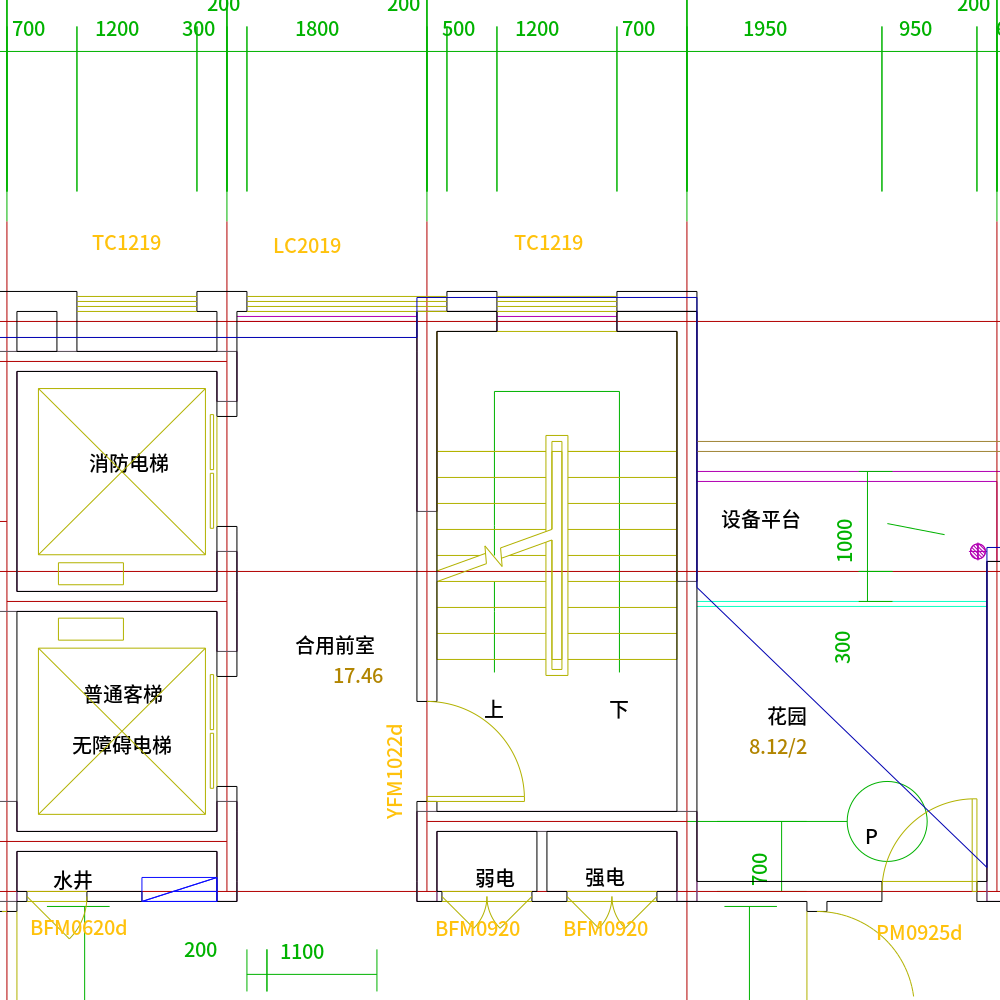 200
200
200
700
1200
300
1800
500
1200
700
1950
950
TC1219
LC2019
TC1219
消防电梯
设备平台
1000
合用前室
17.46
300
普通客梯
无障碍电梯
上
下
花园
8.12/2
YFM1022d
P
700
水井
弱电
强电
BFM0620d
BFM0920
BFM0920
PM0925d
200
1100